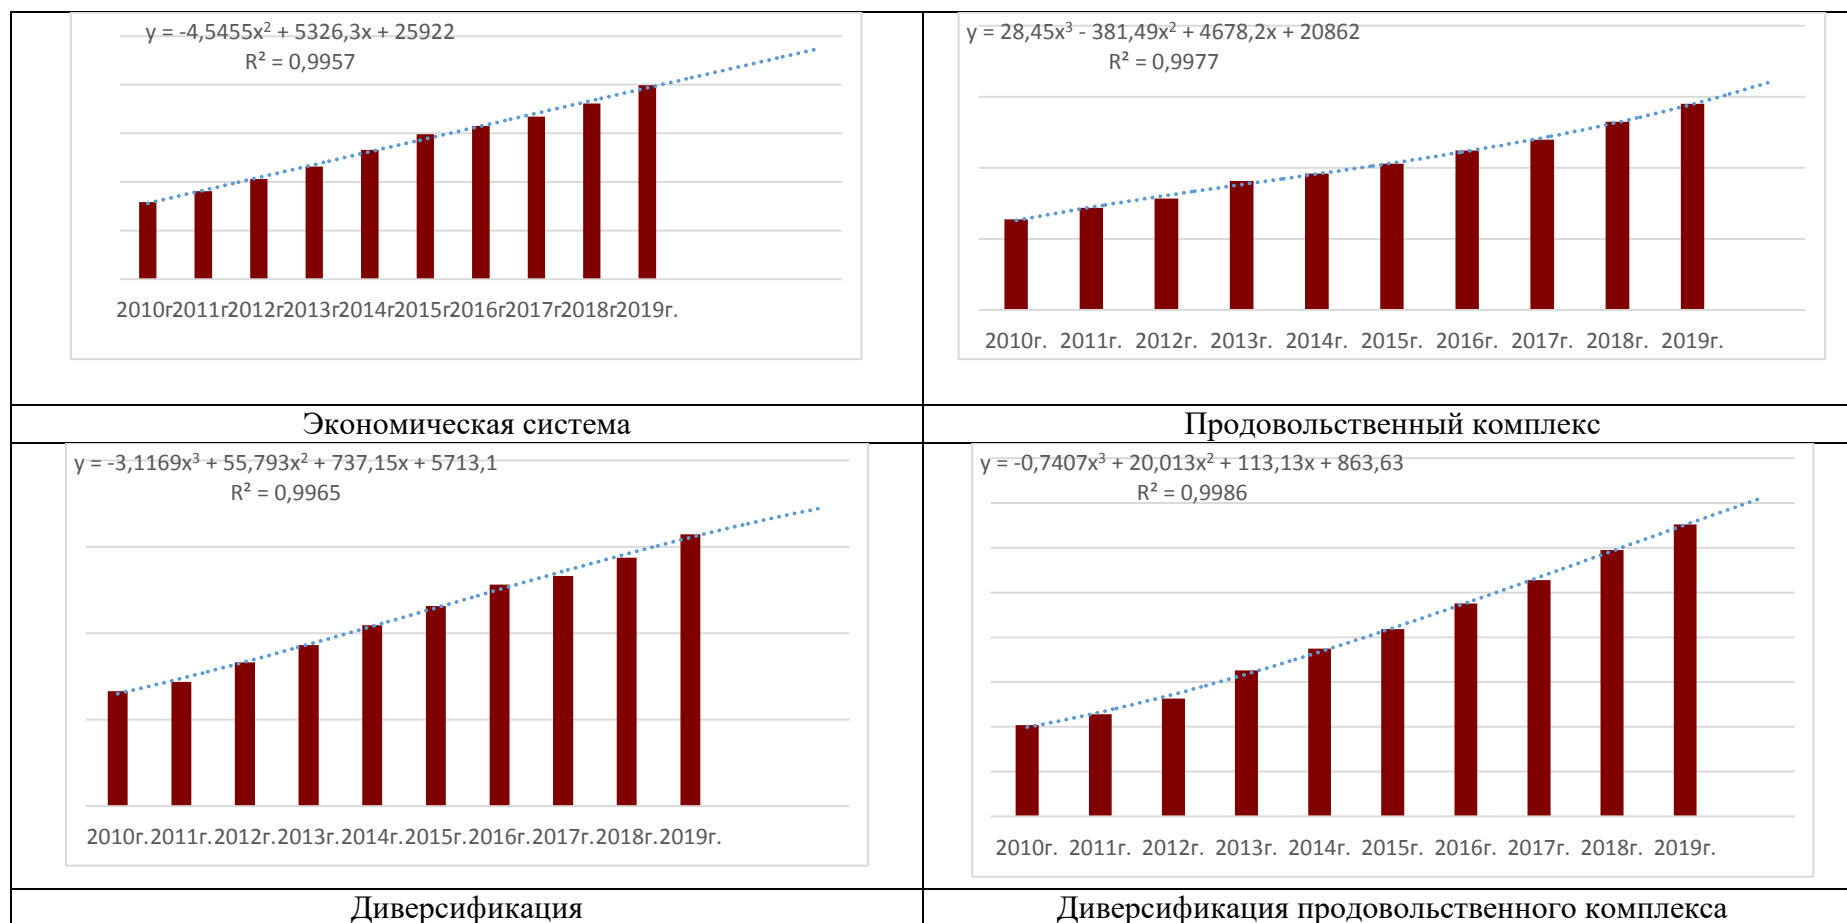 y = -4,5455x² + 5326,3x + 25922
R² = 0,9957
2010г2011г2012г2013г2014г2015г2016г2017г2018г2019г.
Экономическая система
y = 28,45x³ - 381,49x² + 4678,2x + 20862
R² = 0,9977
2010г. 2011г. 2012г. 2013г. 2014г. 2015г. 2016г. 2017г. 2018г. 2019г.
Продовольственный комплекс
y = -3,1169x³ + 55,793x² + 737,15x + 5713,1
R² = 0,9965
2010г.2011г.2012г.2013г.2014г.2015г.2016г.2017г.2018г.2019г.
Диверсификация
y = -0,7407x³ + 20,013x² + 113,13x + 863,63
R² = 0,9986
2010г. 2011г. 2012г. 2013г. 2014г. 2015г. 2016г. 2017г. 2018г. 2019г.
Диверсификация продовольственного комплекса